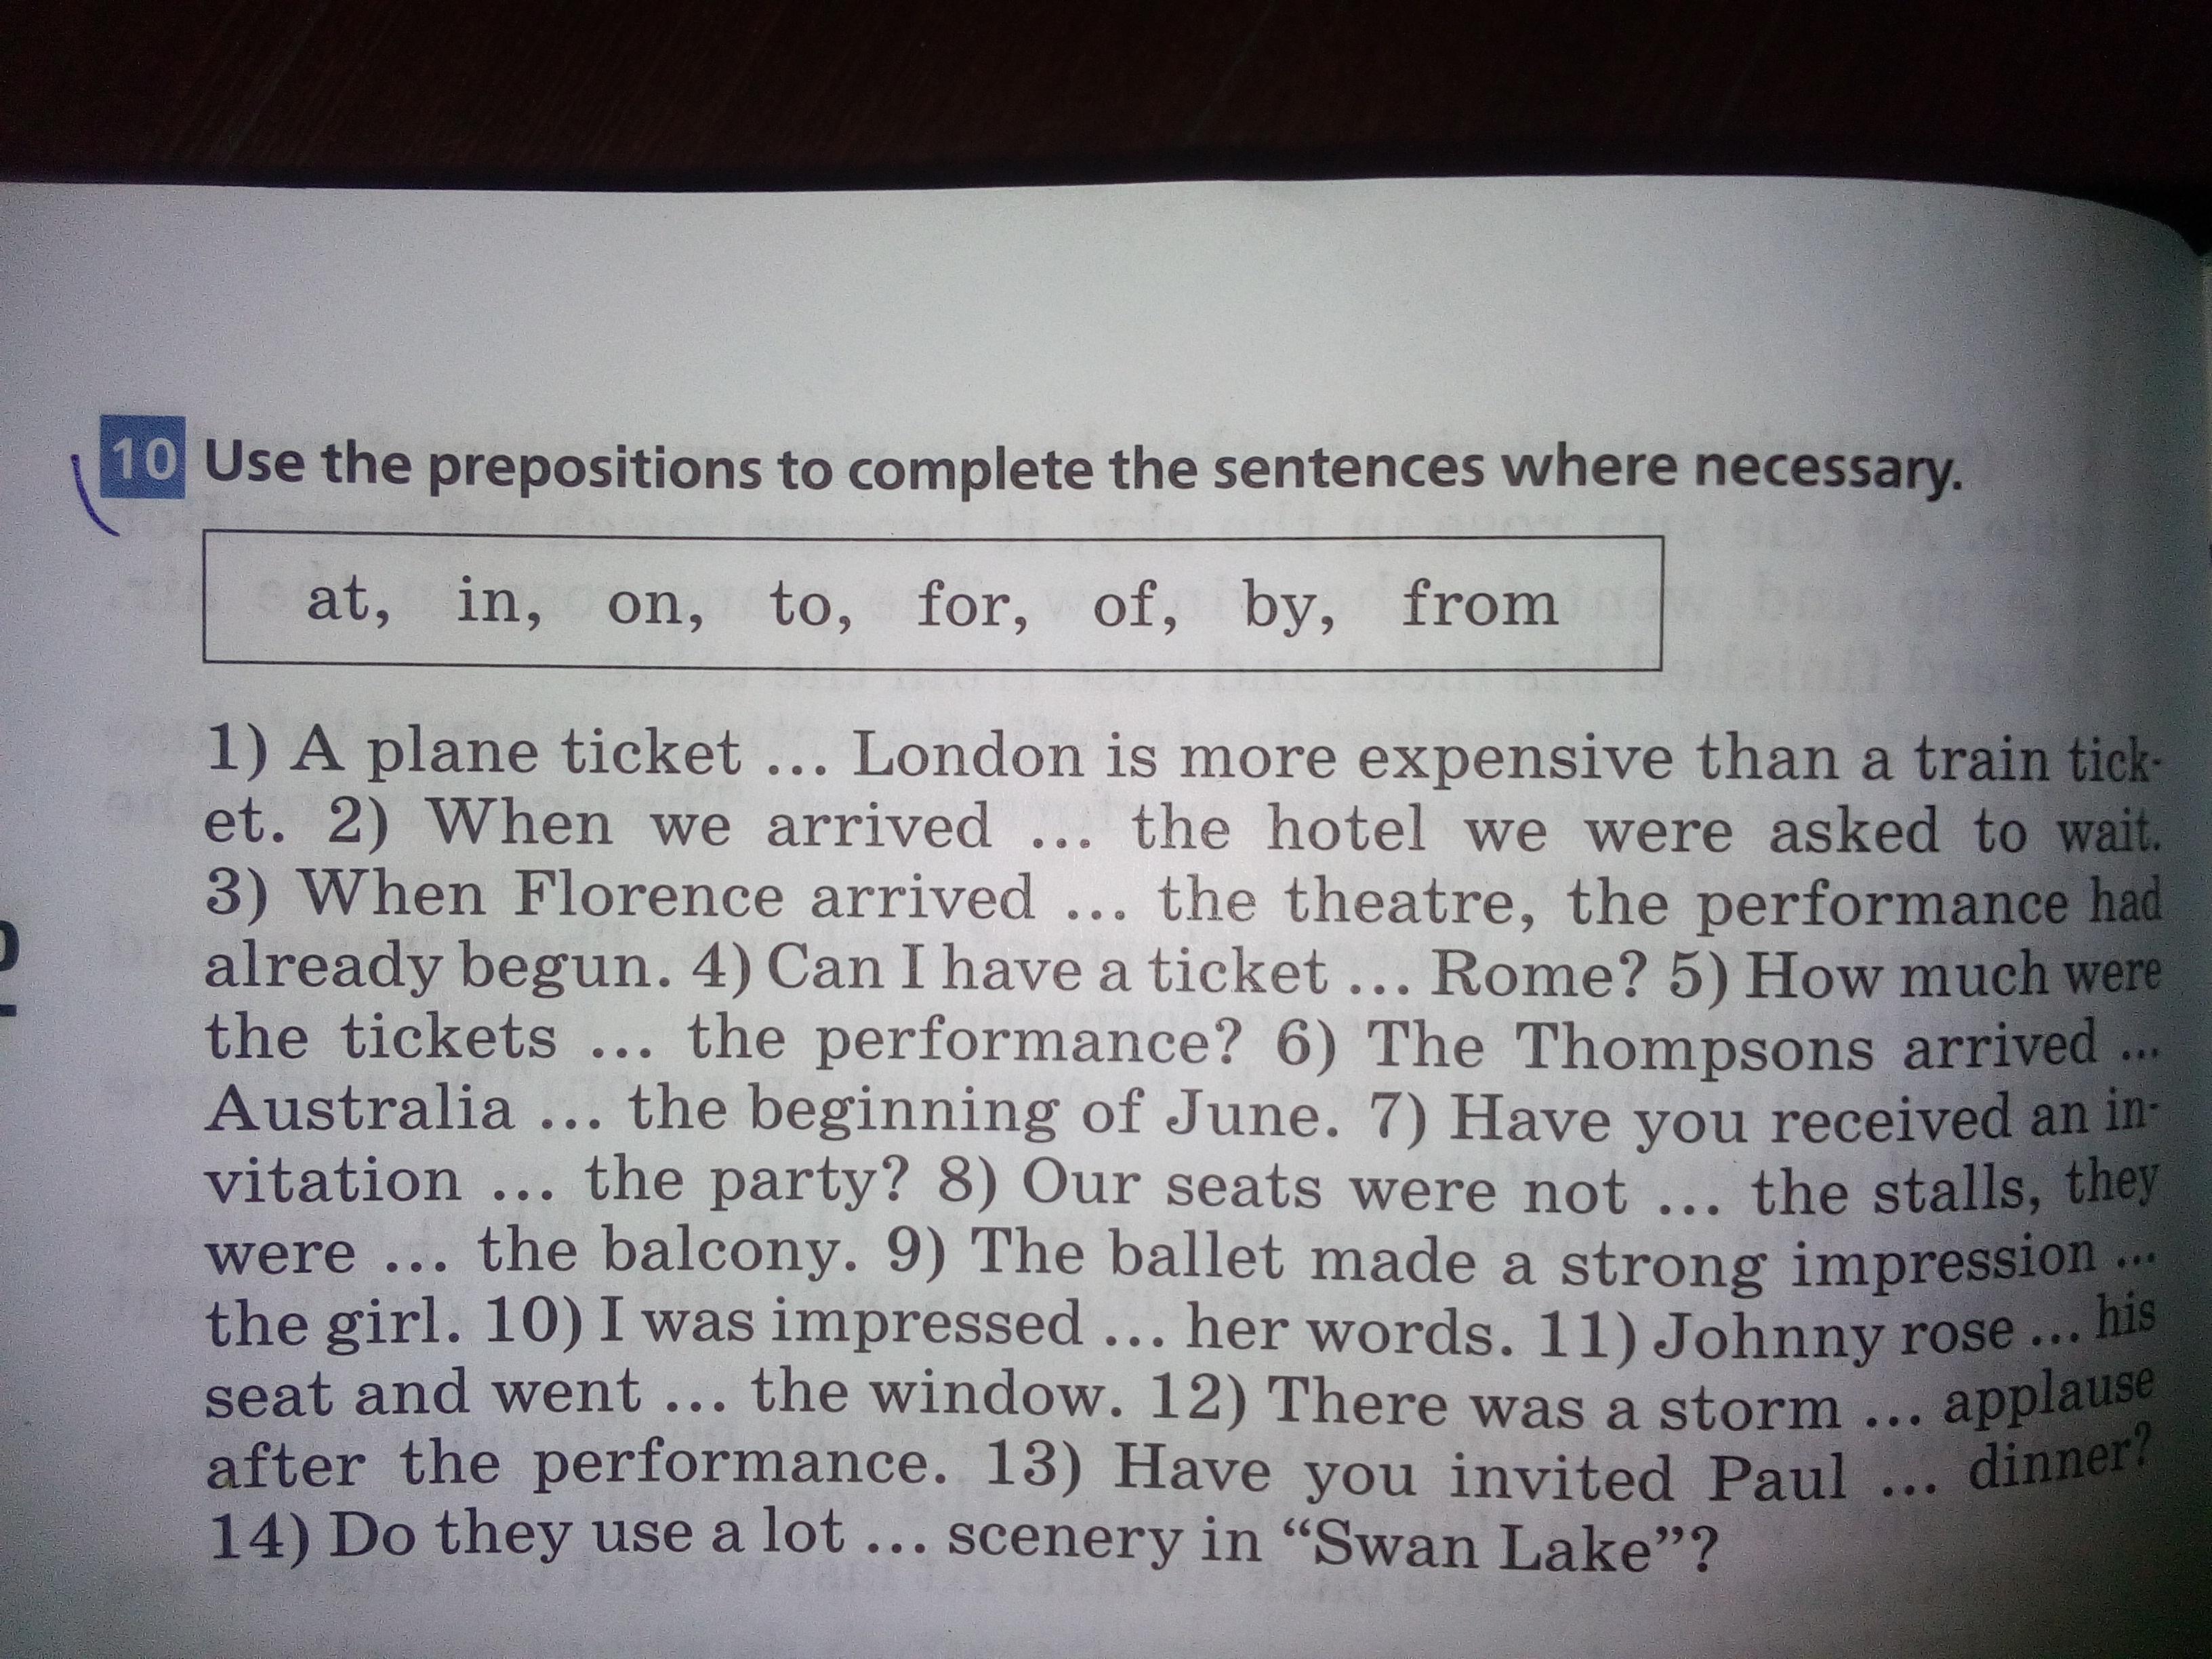 10 Use the prepositions to complete the sentences where necessary.
at, in, on, to, for, of, by, from
1) A plane ticket ... London is more expensive than a train tick-
et. 2) When we arrived ... the hotel we were asked to wait.
3) When Florence arrived ... the theatre, the performance had
already begun. 4) Can I have a ticket ... Rome? 5) How much were
the tickets ... the performance? 6) The Thompsons arrived ...
Australia ... the beginning of June. 7) Have you received an in-
vitation ... the party? 8) Our seats were not ... the stalls, they
were ... the balcony. 9) The ballet made a strong impression ...
the girl. 10) I was impressed ... her words. 11) Johnny rose ... his
seat and went ... the window. 12) There was a storm ... applause
after the performance. 13) Have you invited Paul ... dinner?
14) Do they use a lot ... scenery in “Swan Lake”?